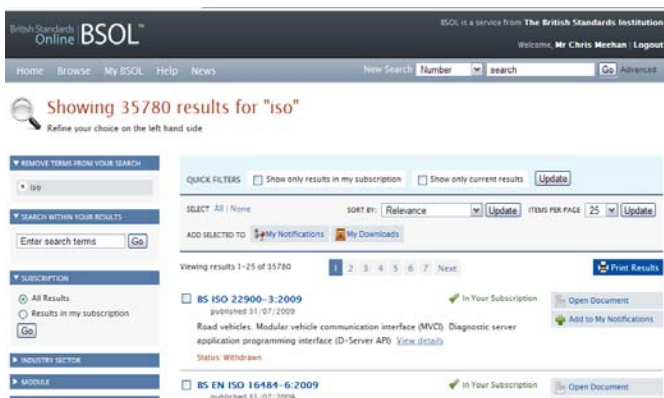 British Standards Online BSOL™
BSOL is a service from The British Standards Institution
Welcome, Mr Chris Meehan | Logout
Home Browse My BSOL Help News New Search Number search Go Advanced
Showing 35780 results for "iso"
Refine your choice on the left hand side
REMOVE TERMS FROM YOUR SEARCH
iso
SEARCH WITHIN YOUR RESULTS
Enter search terms Go
SUBSCRIPTION
All Results
Results in my subscription
Go
INDUSTRY SECTOR
MODULE
QUICK FILTERS Show only results in my subscription Show only current results Update
SELECT All | None SORT BY: Relevance Update ITEMS PER PAGE 25 Update
ADD SELECTED TO My Notifications My Downloads
Viewing results 1-25 of 35780 1 2 3 4 5 6 7 Next Print Results
BS ISO 22900-3:2009 In Your Subscription Open Document
published 31/07/2009 Add to My Notifications
Road vehicles. Modular vehicle communication interface (MVCI). Diagnostic server
application programming interface (D-Server API) View details
Status: Withdrawn
BS EN ISO 16484-6:2009 In Your Subscription Open Document
published 31/07/2009